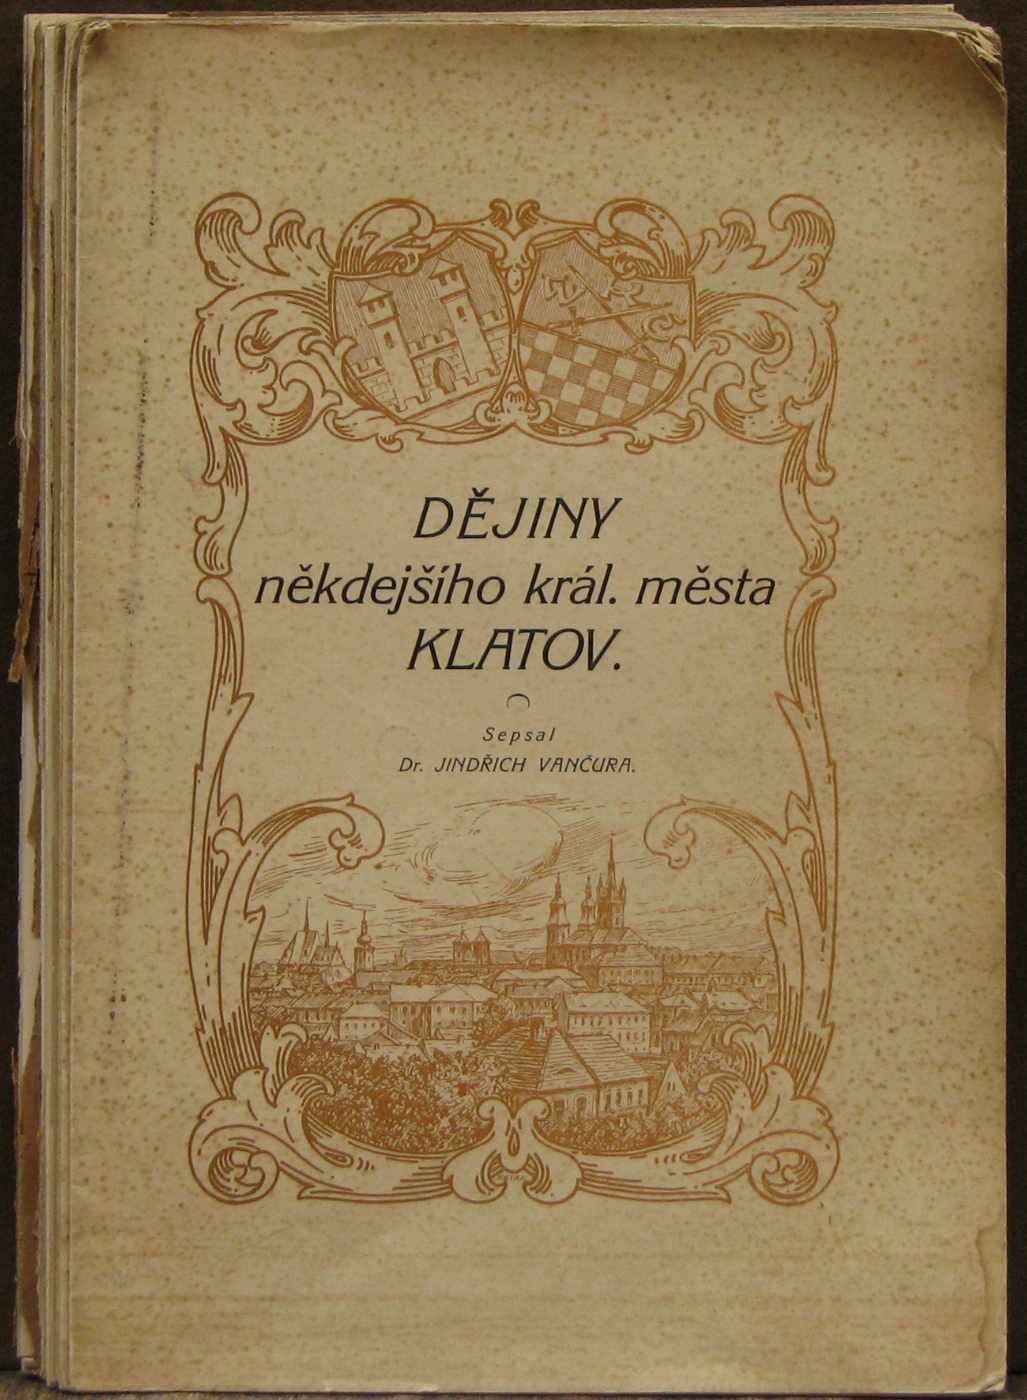 DĚJINY
někdejšího král. města
KLATOV.
Sepsal
Dr. JINDŘICH VANČURA.